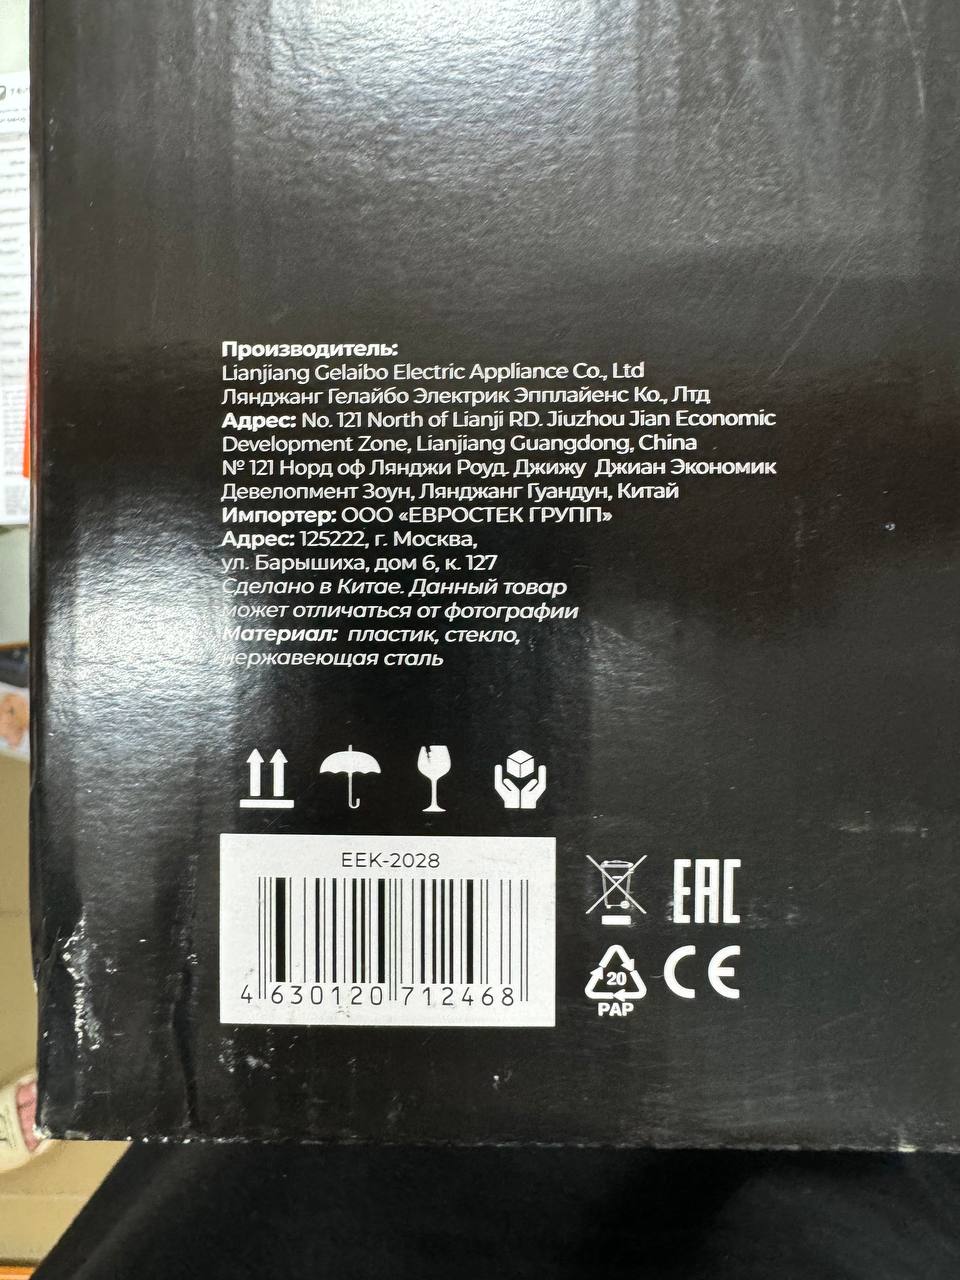 Производитель:
Lianjiang Gelaibo Electric Appliance Co., Ltd
Лянджанг Гелайбо Электрик Эпплайенс Ко., Лтд
Адрес: No. 121 North of Lianji RD. Jiuzhou Jian Economic
Development Zone, Lianjiang Guangdong, China
№ 121 Норд оф Лянджи Роуд. Джижу Джиан Экономик
Девелопмент Зоун, Лянджанг Гуандун, Китай
Импортер: ООО «ЕВРОСТЕК ГРУПП»
Адрес: 125222, г. Москва,
ул. Барышиха, дом 6, к. 127
Сделано в Китае. Данный товар
может отличаться от фотографии
Материал: пластик, стекло,
нержавеющая сталь
EEK-2028
4 630120 712468
EAC
20
PAP
CE